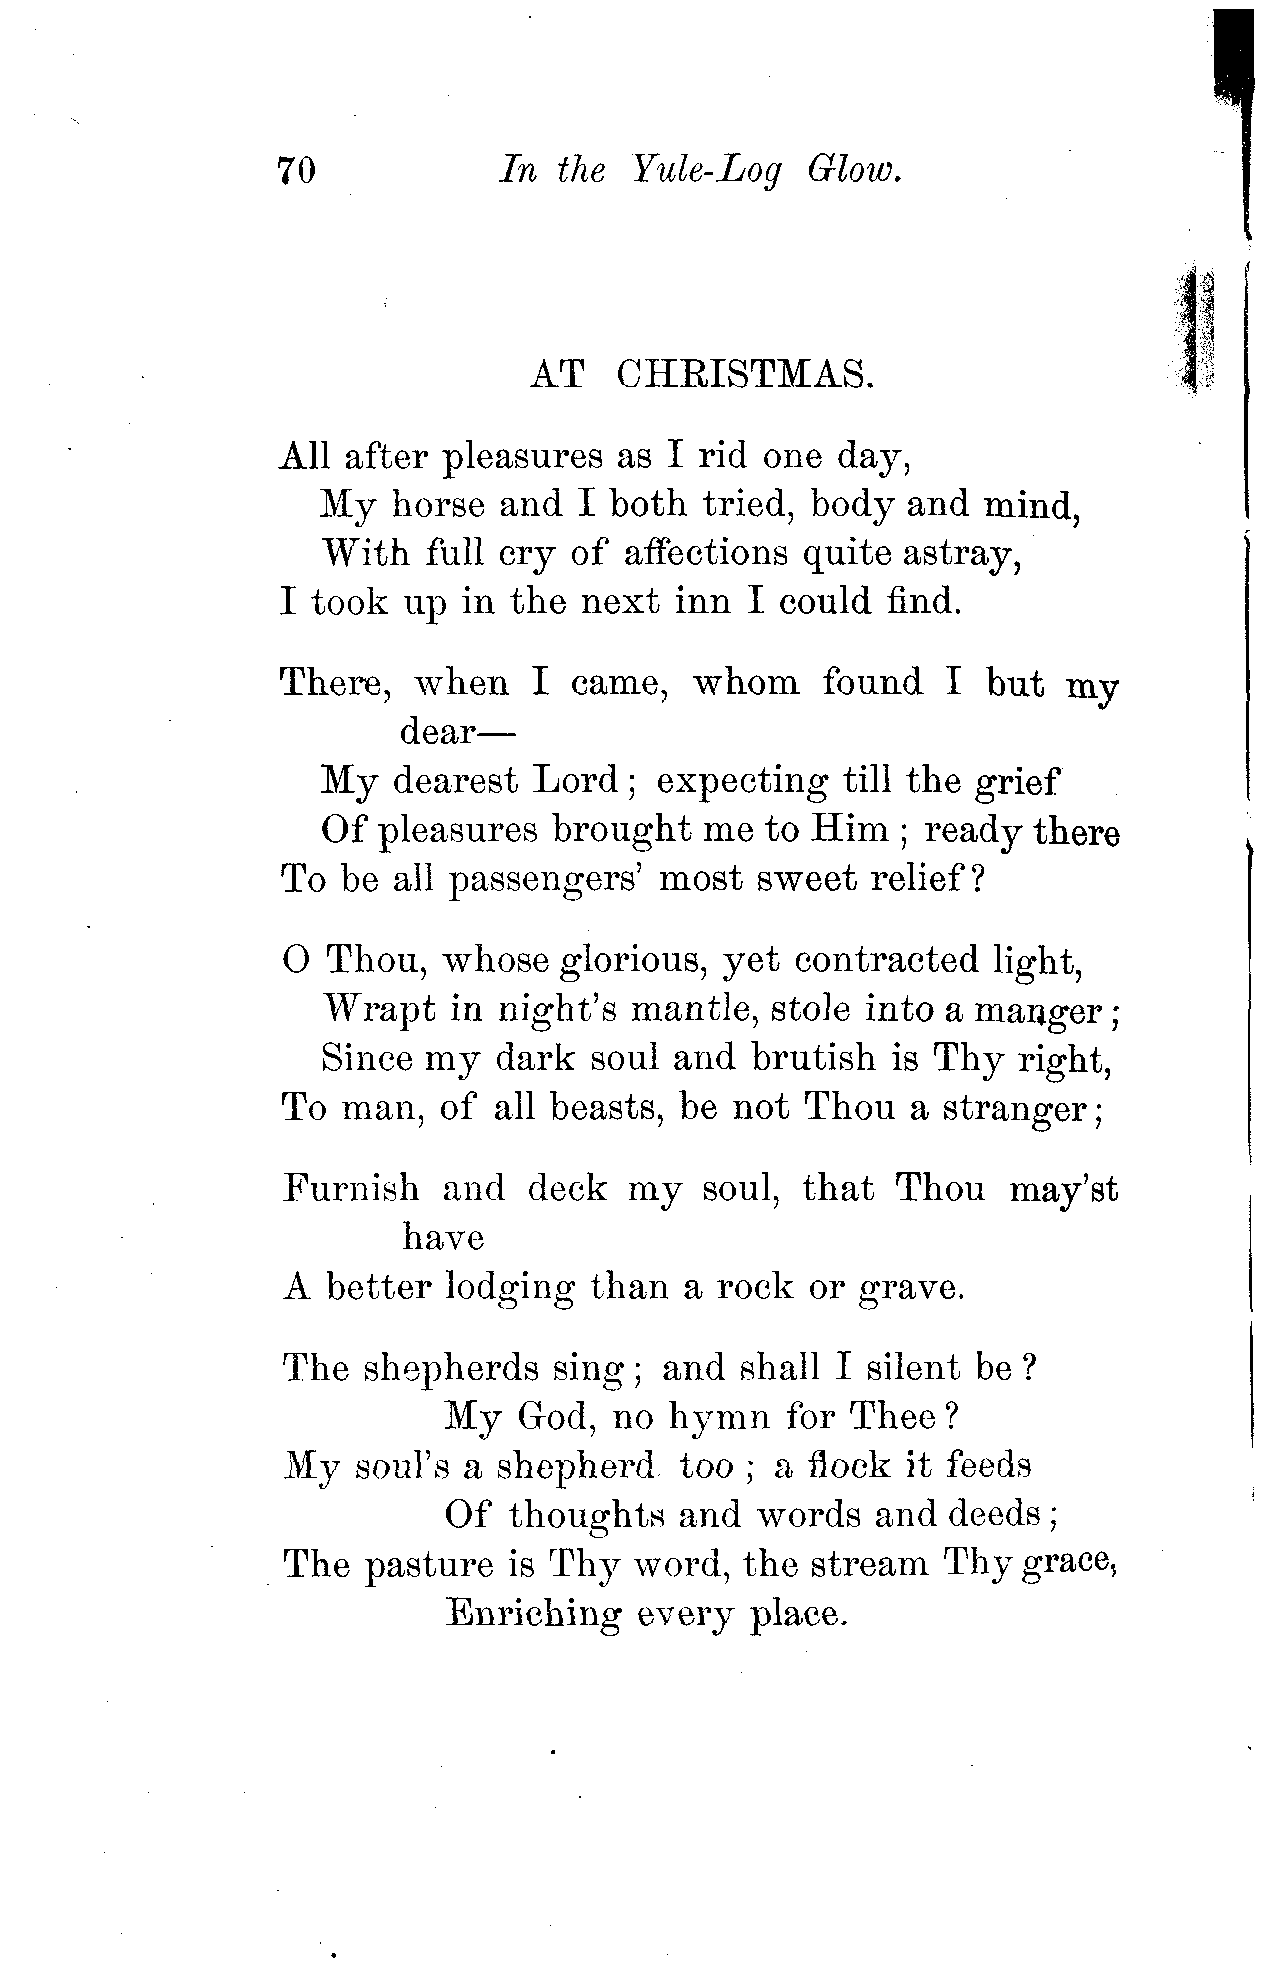 70 In the Yule-Log Glow.
AT CHRISTMAS.
All after pleasures as I rid one day,
My horse and I both tried, body and mind,
With full cry of affections quite astray,
I took up in the next inn I could find.
There, when I came, whom found I but my
dear—
My dearest Lord; expecting till the grief
Of pleasures brought me to Him; ready there
To be all passengers' most sweet relief?
O Thou, whose glorious, yet contracted light,
Wrapt in night's mantle, stole into a manger;
Since my dark soul and brutish is Thy right,
To man, of all beasts, be not Thou a stranger;
Furnish and deck my soul, that Thou may'st
have
A better lodging than a rock or grave.
The shepherds sing; and shall I silent be?
My God, no hymn for Thee?
My soul's a shepherd too; a flock it feeds
Of thoughts and words and deeds;
The pasture is Thy word, the stream Thy grace,
Enriching every place.